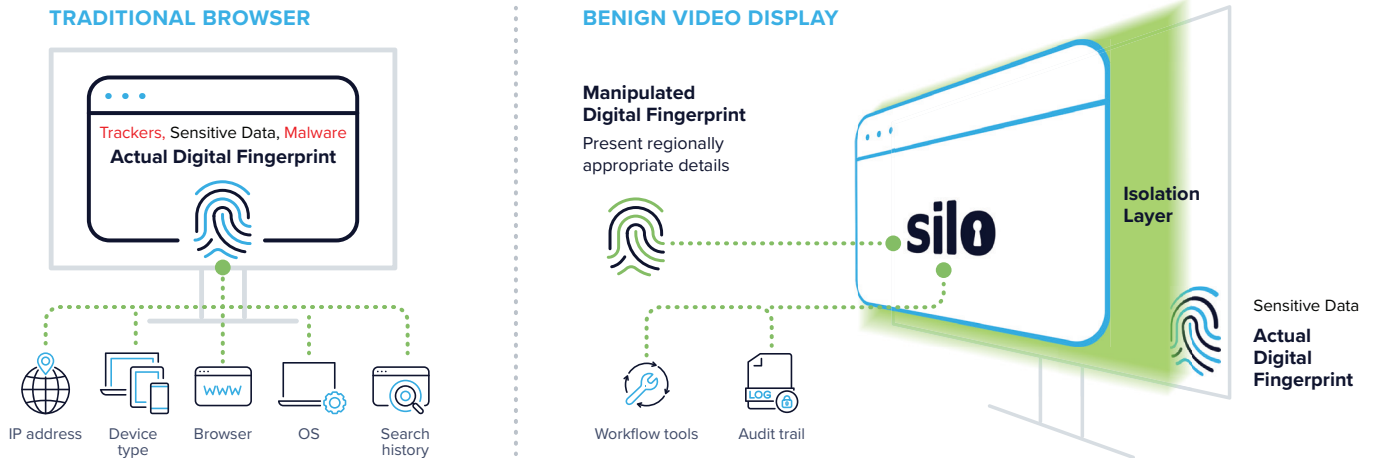 TRADITIONAL BROWSER
Trackers, Sensitive Data, Malware
Actual Digital Fingerprint
WWW
IP address
Device
type
Browser
OS
Search
history
BENIGN VIDEO DISPLAY
Manipulated
Digital Fingerprint
Present regionally
appropriate details
silo
Isolation
Layer
Sensitive Data
Actual
Digital
Fingerprint
LOG
Workflow tools
Audit trail